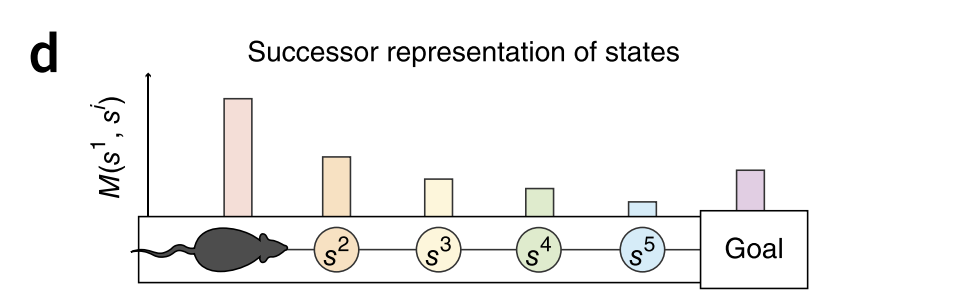 d
Successor representation of states
M(s¹, sⁱ)
s² s³ s⁴ s⁵ Goal